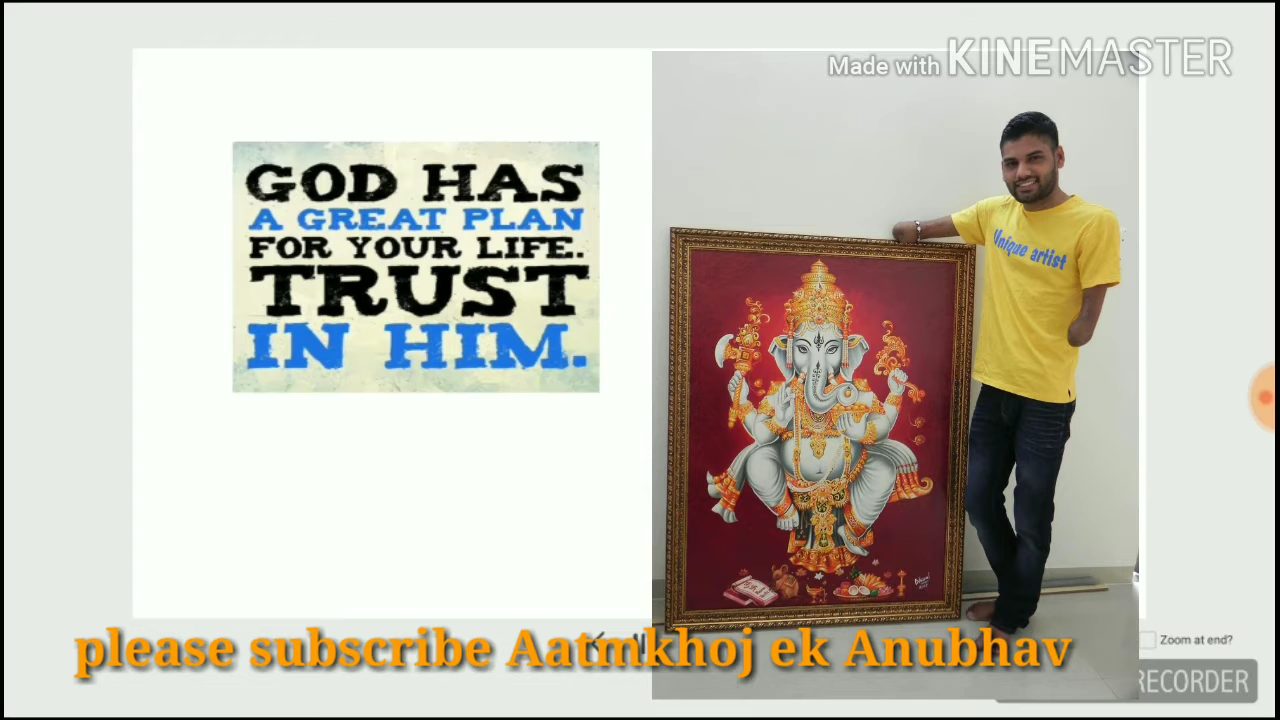 Made with KINEMASTER
GOD HAS
A GREAT PLAN
FOR YOUR LIFE..
TRUST
IN HIM.
Unique artist
please subscribe Aatmkhoj ek Anubhav
Zoom at end?
RECORDER